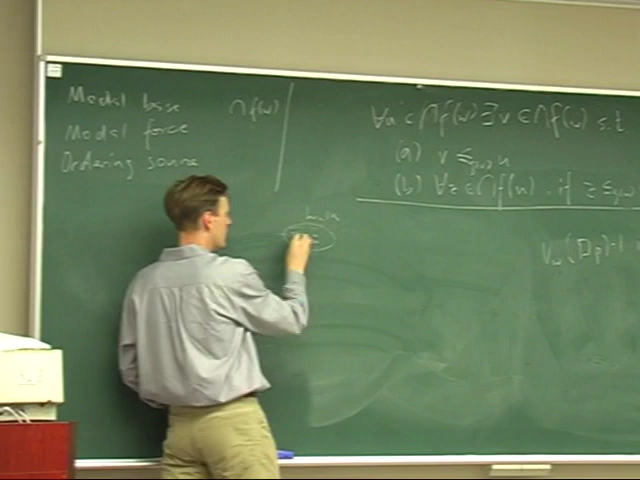 Modal base ∩f(w)
Modal force
Ordering source
∀u ∈ ∩f(w) ∃v ∈ ∩f(w) s.t.
(a) v ≤g(w) u
(b) ∀z ∈ ∩f(w) . if z ≤g(w)